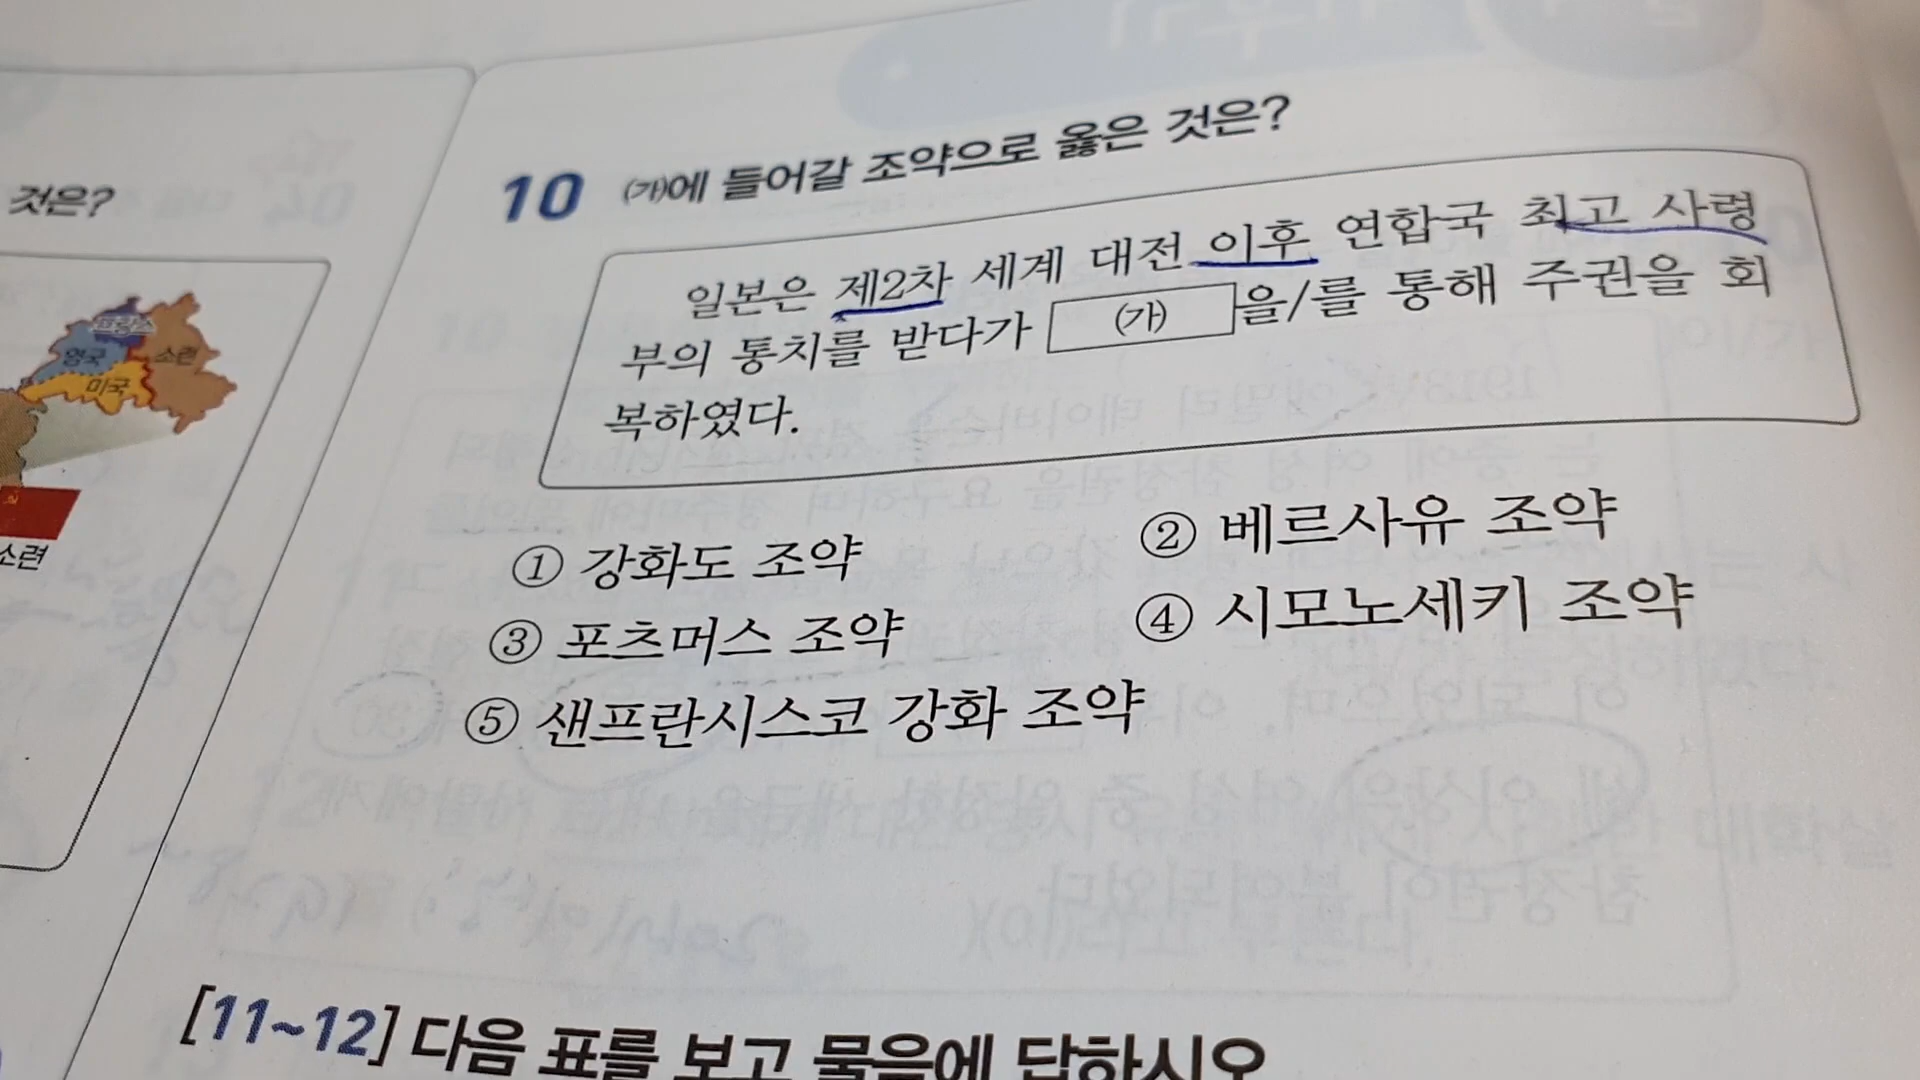 것은?
프랑스
영국
소련
미국
소련
10 ㈎에 들어갈 조약으로 옳은 것은?
일본은 제2차 세계 대전 이후 연합국 최고 사령
부의 통치를 받다가 (가) 을/를 통해 주권을 회
복하였다.
① 강화도 조약
② 베르사유 조약
③ 포츠머스 조약
④ 시모노세키 조약
⑤ 샌프란시스코 강화 조약
[11~12] 다음 표를 보고 물음에 답하시오